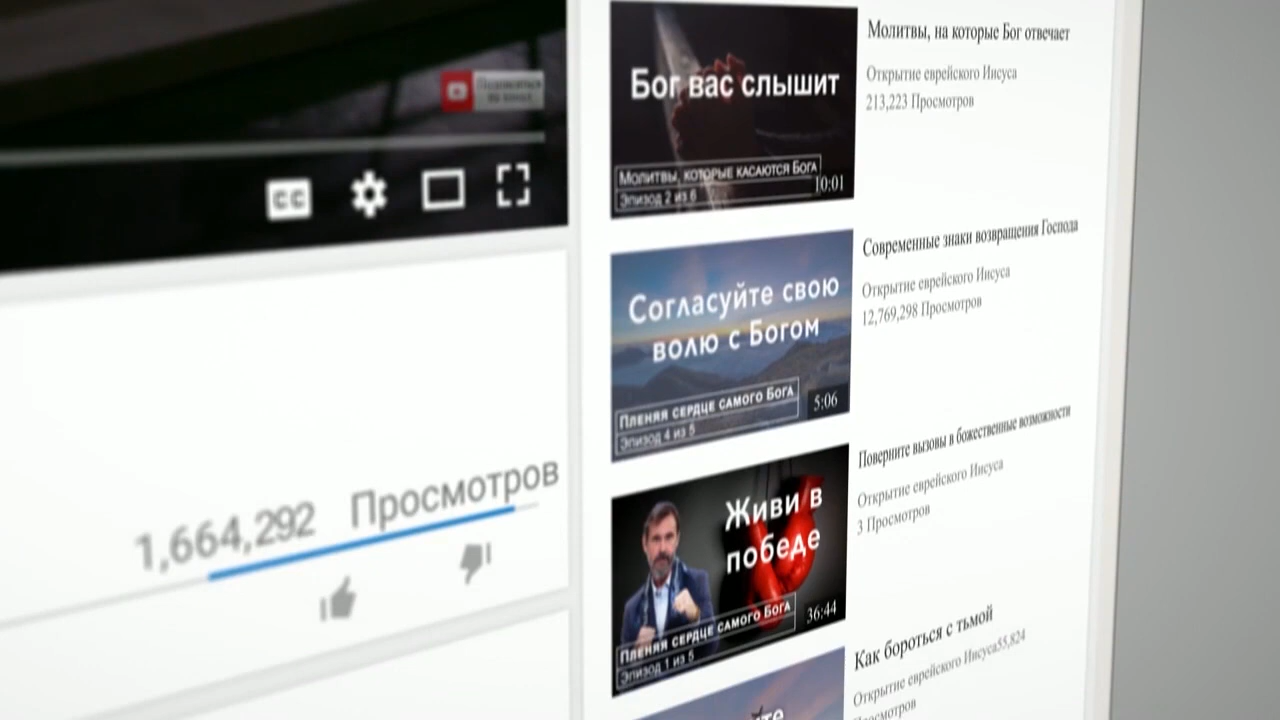 Подписаться
на канал
CC
1,664,292 Просмотров
Бог вас слышит
Молитвы, которые касаются Бога
Эпизод 2 из 6
10:01
Молитвы, на которые Бог отвечает
Открытие еврейского Иисуса
213,223 Просмотров
Согласуйте свою
волю с Богом
Пленяя сердце самого Бога
Эпизод 4 из 5
5:06
Современные знаки возвращения Господа
Открытие еврейского Иисуса
12,769,298 Просмотров
Живи в
победе
Пленяя сердце самого Бога
Эпизод 1 из 5
36:44
Поверните вызовы в божественные возможности
Открытие еврейского Иисуса
3 Просмотров
Как бороться с тьмой
Открытие еврейского Иисуса55,824